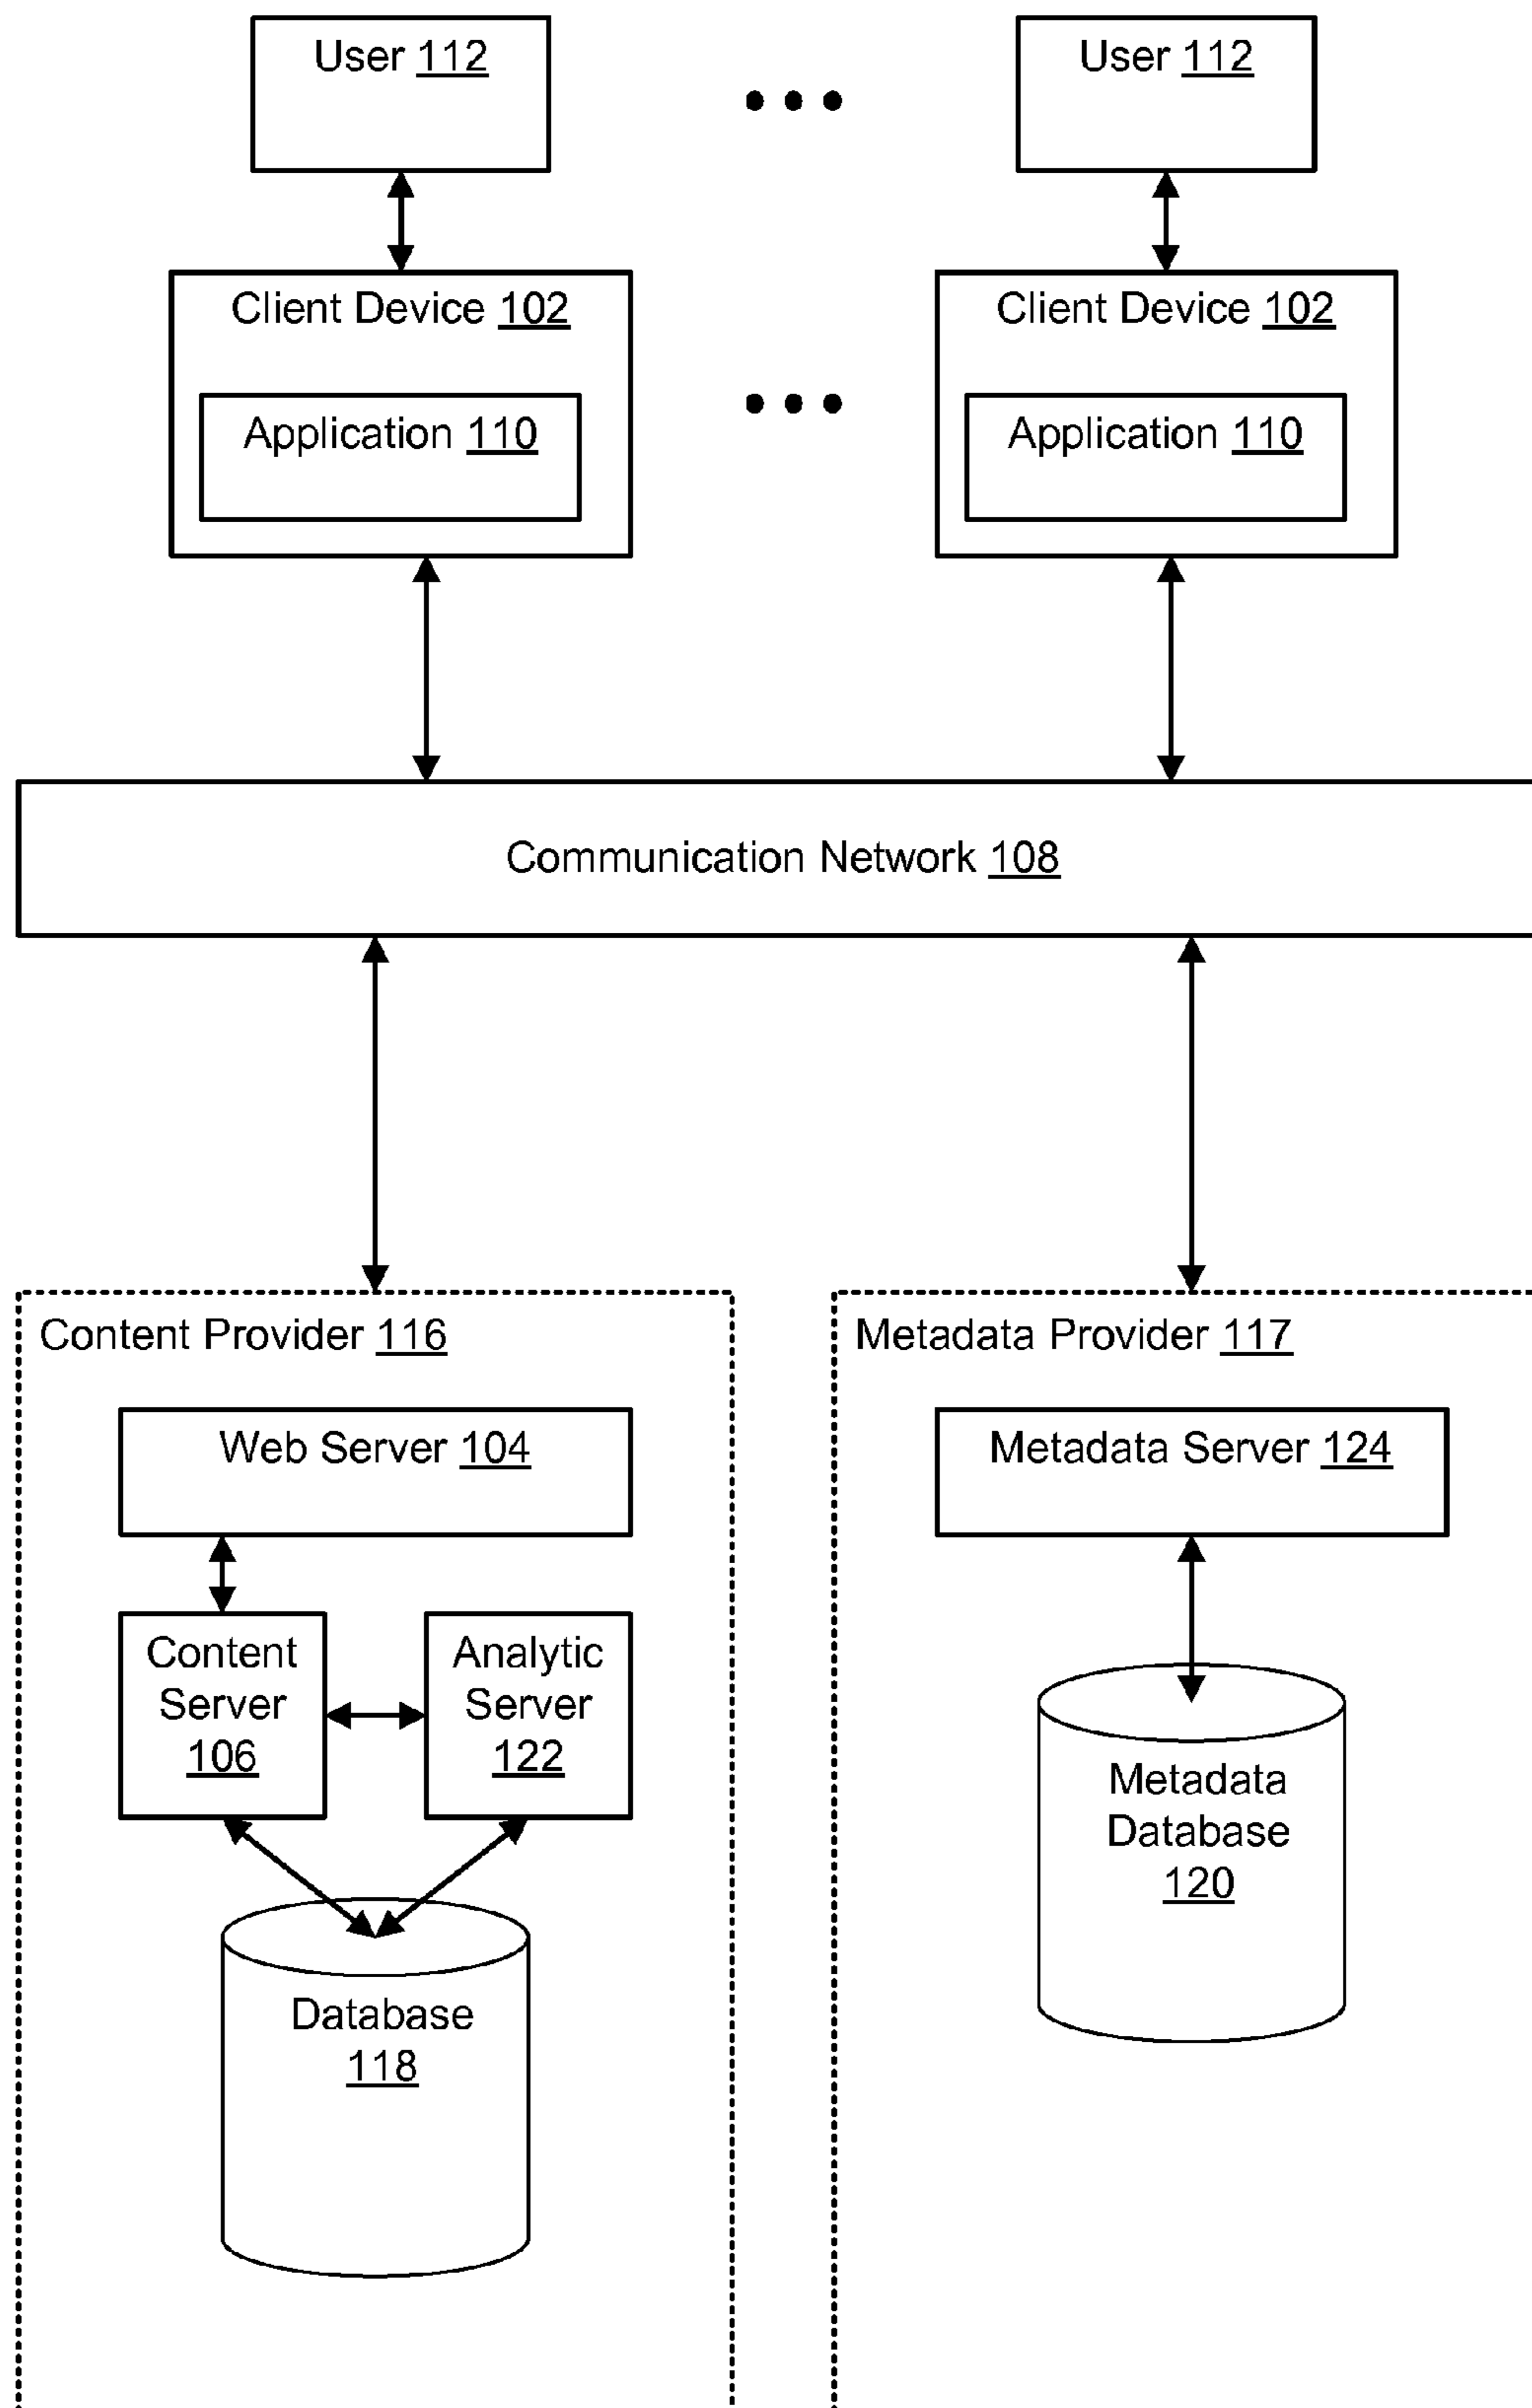 User 112
User 112
Client Device 102
Client Device 102
Application 110
Application 110
Communication Network 108
Content Provider 116
Metadata Provider 117
Web Server 104
Metadata Server 124
Content
Server
106
Analytic
Server
122
Metadata
Database
120
Database
118